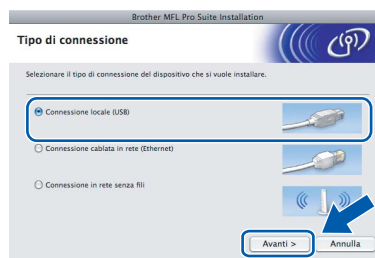 Brother MFL Pro Suite Installation
Tipo di connessione
Selezionare il tipo di connessione del dispositivo che si vuole installare.
Connessione locale (USB)
Connessione cablata in rete (Ethernet)
Connessione in rete senza fili
Avanti > Annulla